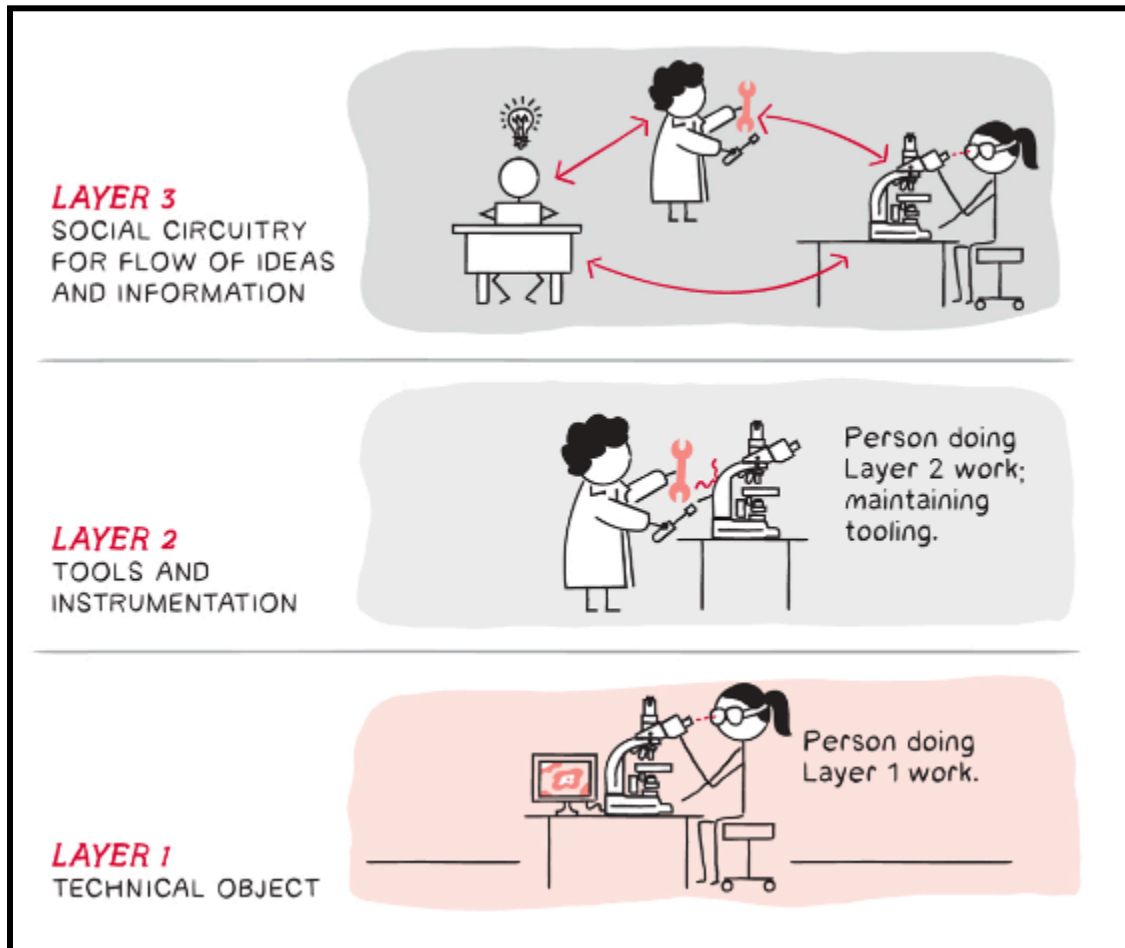 LAYER 3
SOCIAL CIRCUITRY
FOR FLOW OF IDEAS
AND INFORMATION
LAYER 2
TOOLS AND
INSTRUMENTATION
Person doing
Layer 2 work;
maintaining
tooling.
LAYER 1
TECHNICAL OBJECT
Person doing
Layer 1 work.